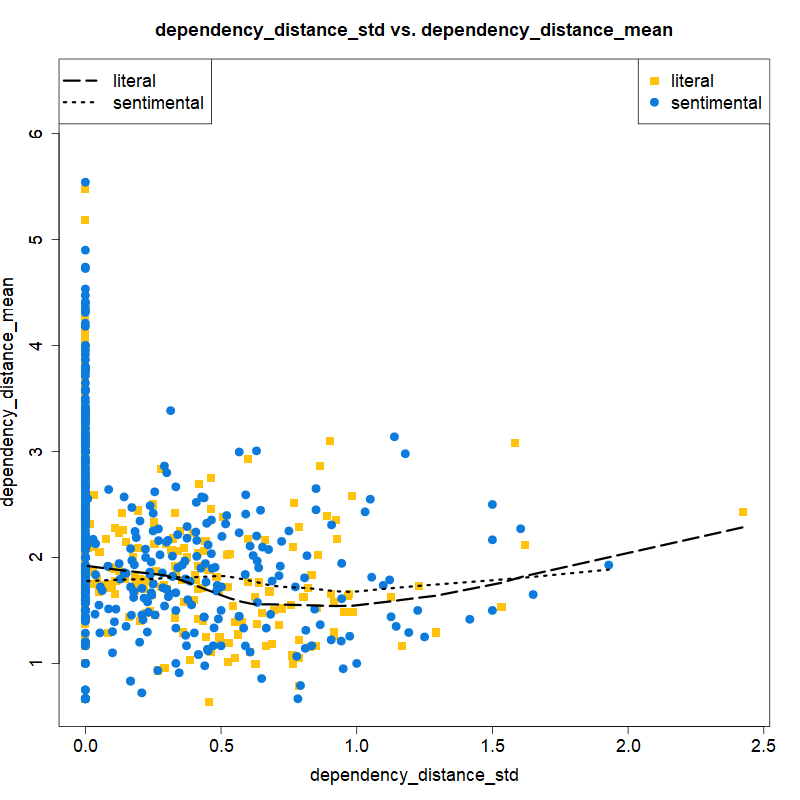 dependency_distance_std vs. dependency_distance_mean
literal
sentimental
literal
sentimental
dependency_distance_mean
6
5
4
3
2
1
0.0 0.5 1.0 1.5 2.0 2.5
dependency_distance_std